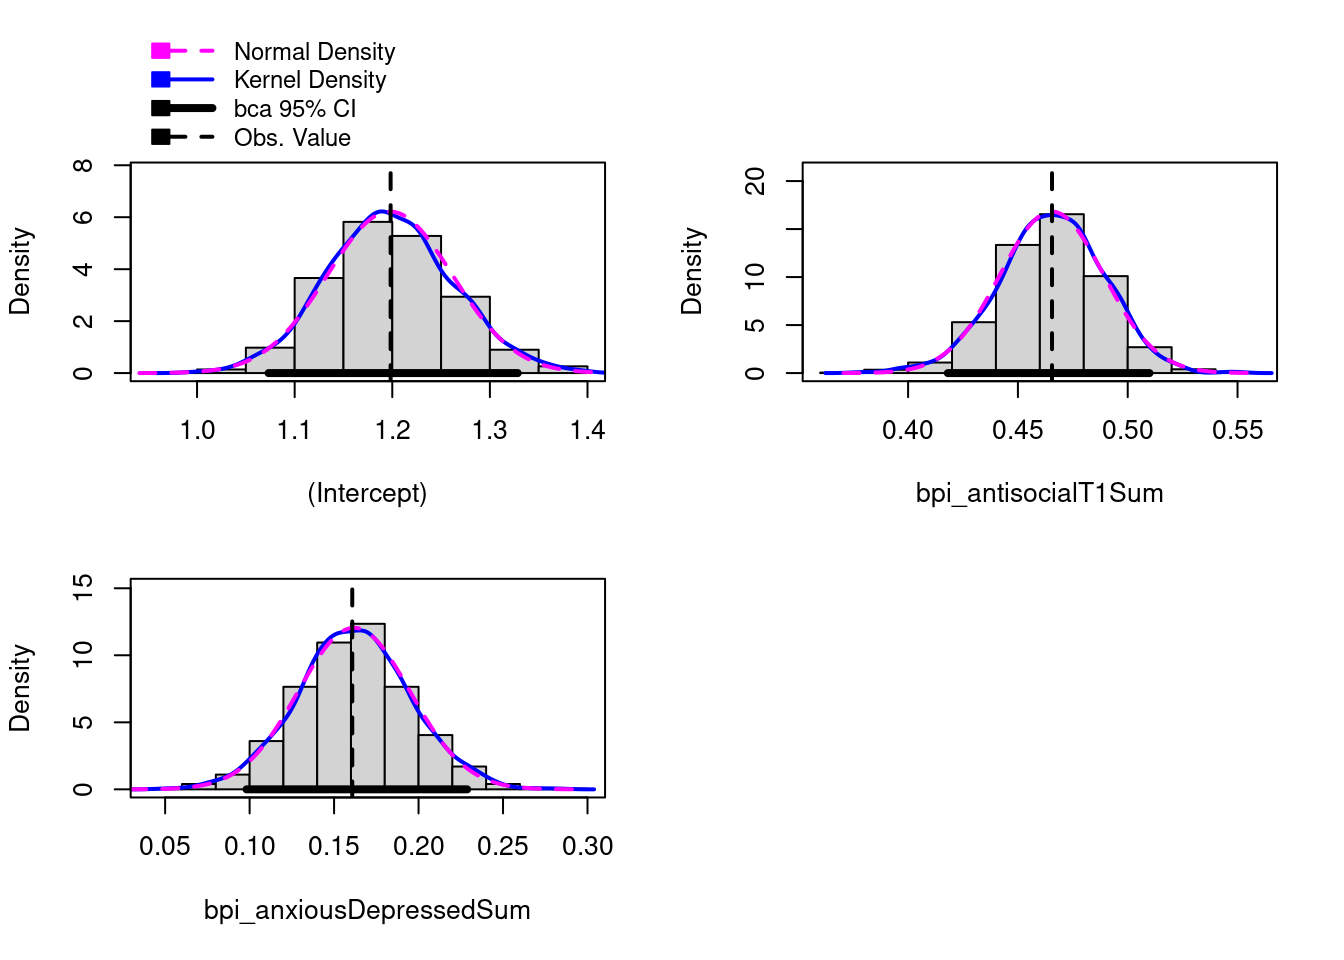 Normal Density
Kernel Density
bca 95% CI
Obs. Value
Density
0 2 4 6 8
1.0 1.1 1.2 1.3 1.4
(Intercept)
Density
0 5 10 20
0.40 0.45 0.50 0.55
bpi_antisocialT1Sum
Density
0 5 10 15
0.05 0.10 0.15 0.20 0.25 0.30
bpi_anxiousDepressedSum